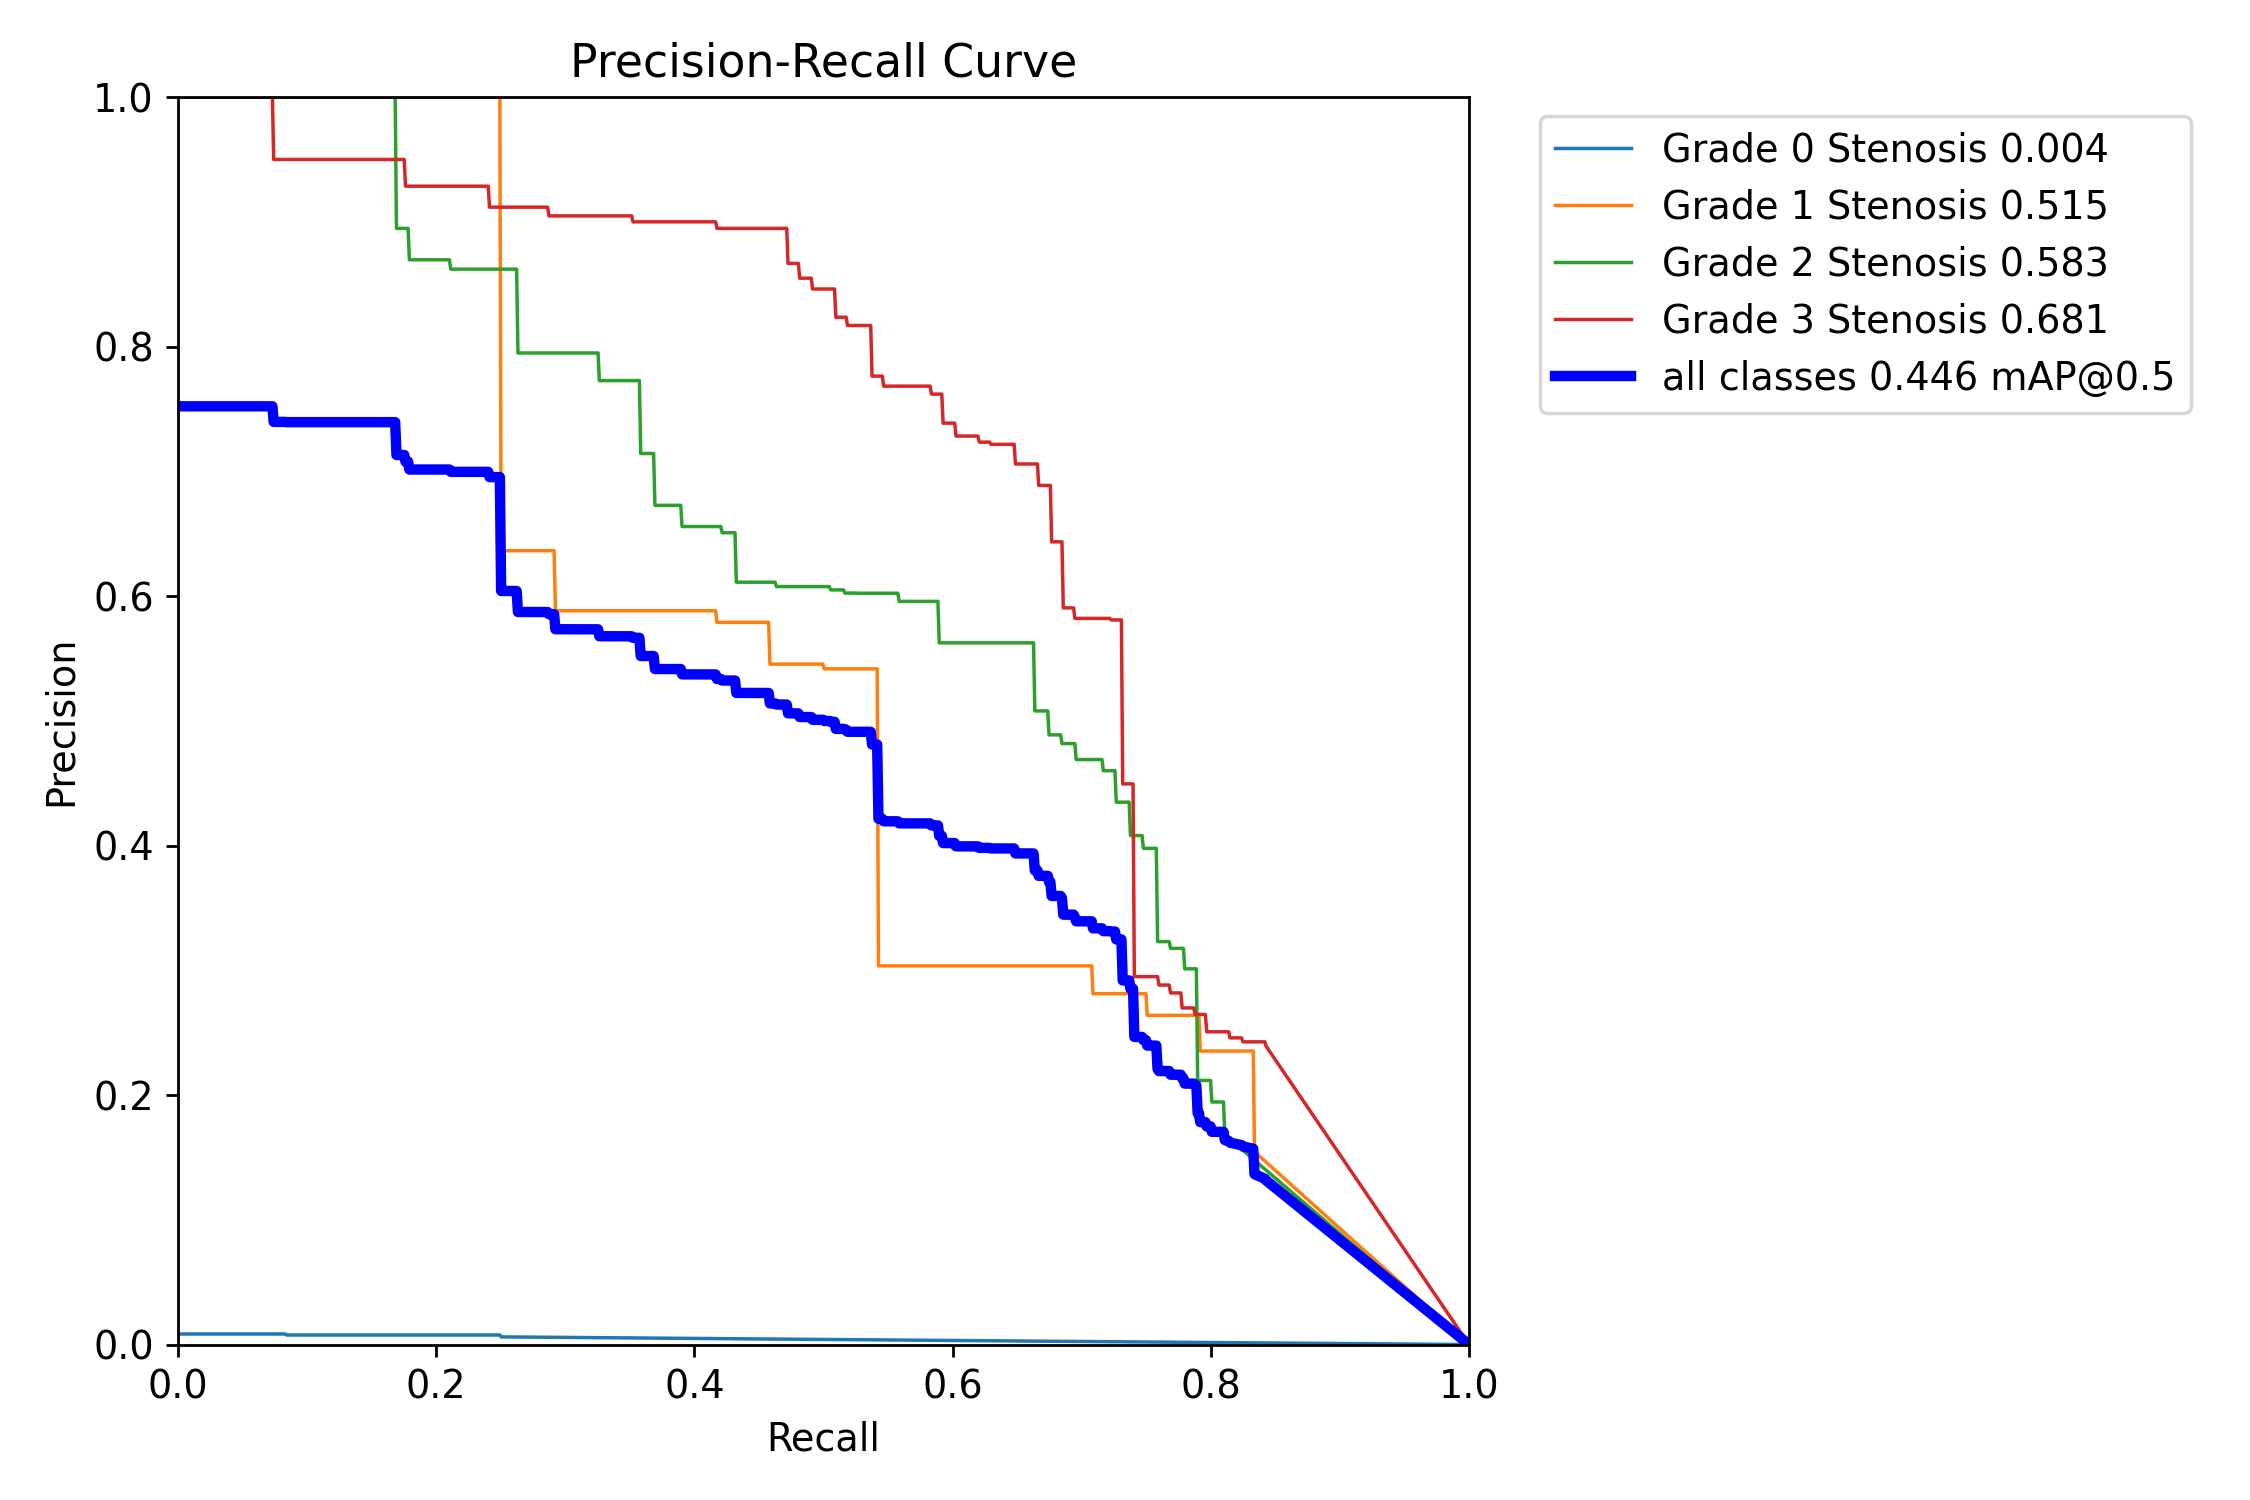 Precision-Recall Curve
1.0
0.8
0.6
0.4
0.2
0.0
Precision
0.0 0.2 0.4 0.6 0.8 1.0
Recall
Grade 0 Stenosis 0.004
Grade 1 Stenosis 0.515
Grade 2 Stenosis 0.583
Grade 3 Stenosis 0.681
all classes 0.446 mAP@0.5